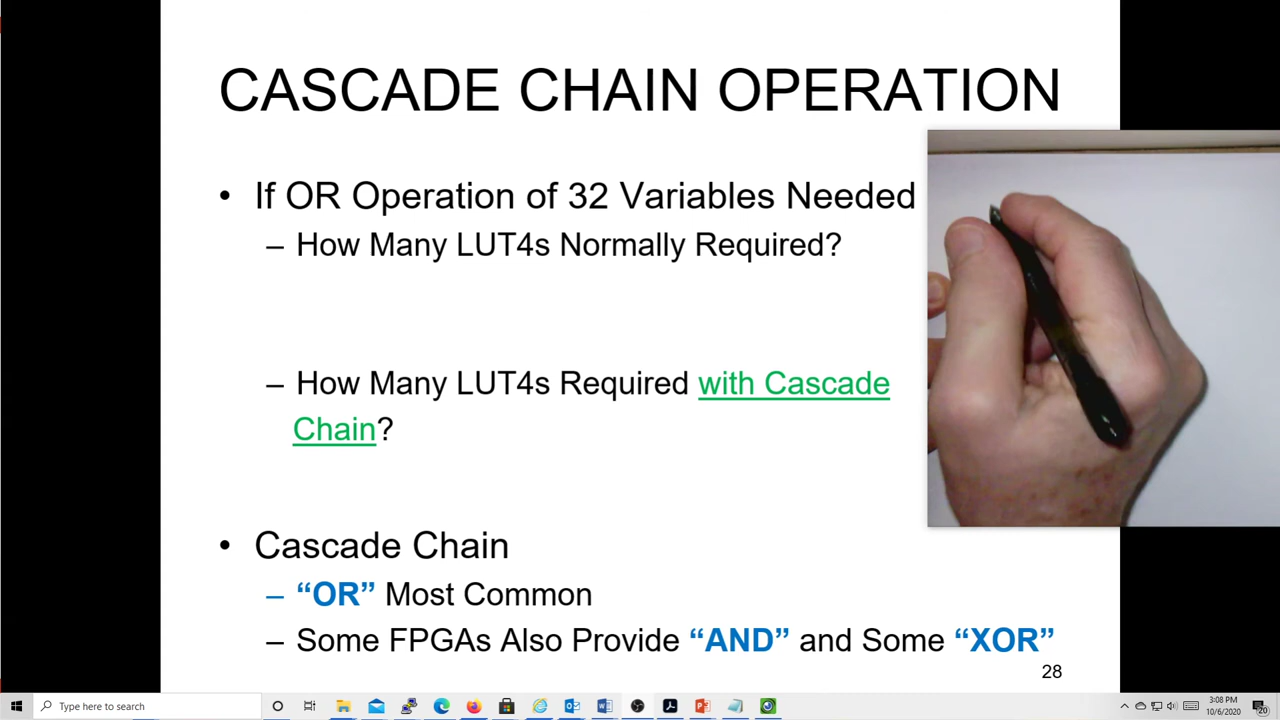 CASCADE CHAIN OPERATION
• If OR Operation of 32 Variables Needed
– How Many LUT4s Normally Required?
– How Many LUT4s Required with Cascade
Chain?
• Cascade Chain
– “OR” Most Common
– Some FPGAs Also Provide “AND” and Some “XOR”
28
Type here to search
3:08 PM
10/6/2020
20